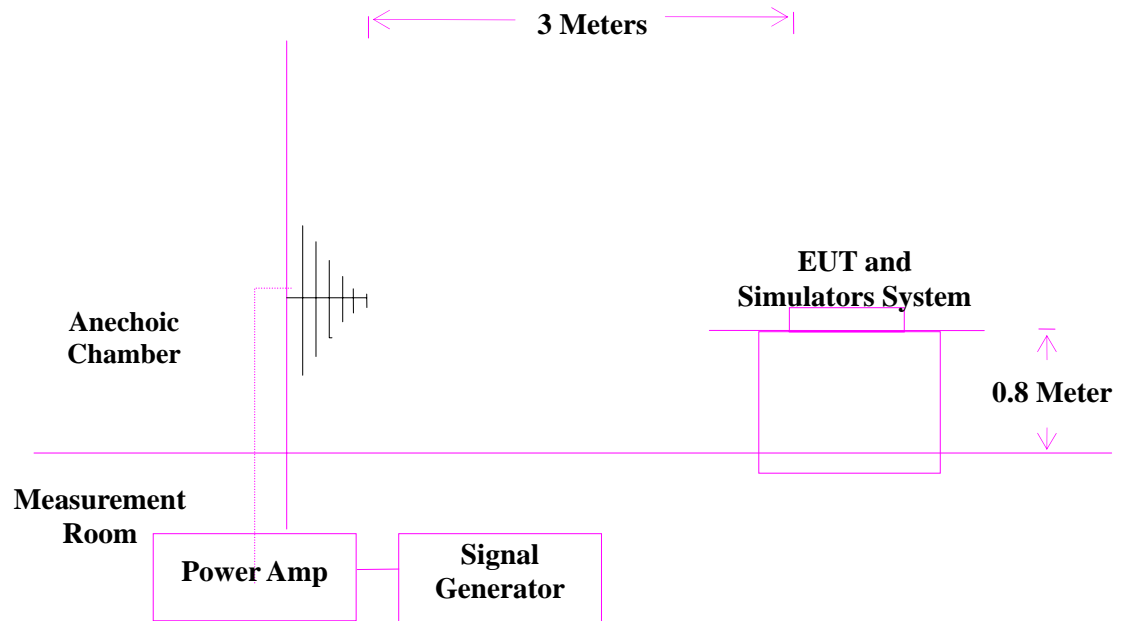 3 Meters
EUT and
Simulators System
Anechoic
Chamber
0.8 Meter
Measurement
Room
Power Amp
Signal
Generator